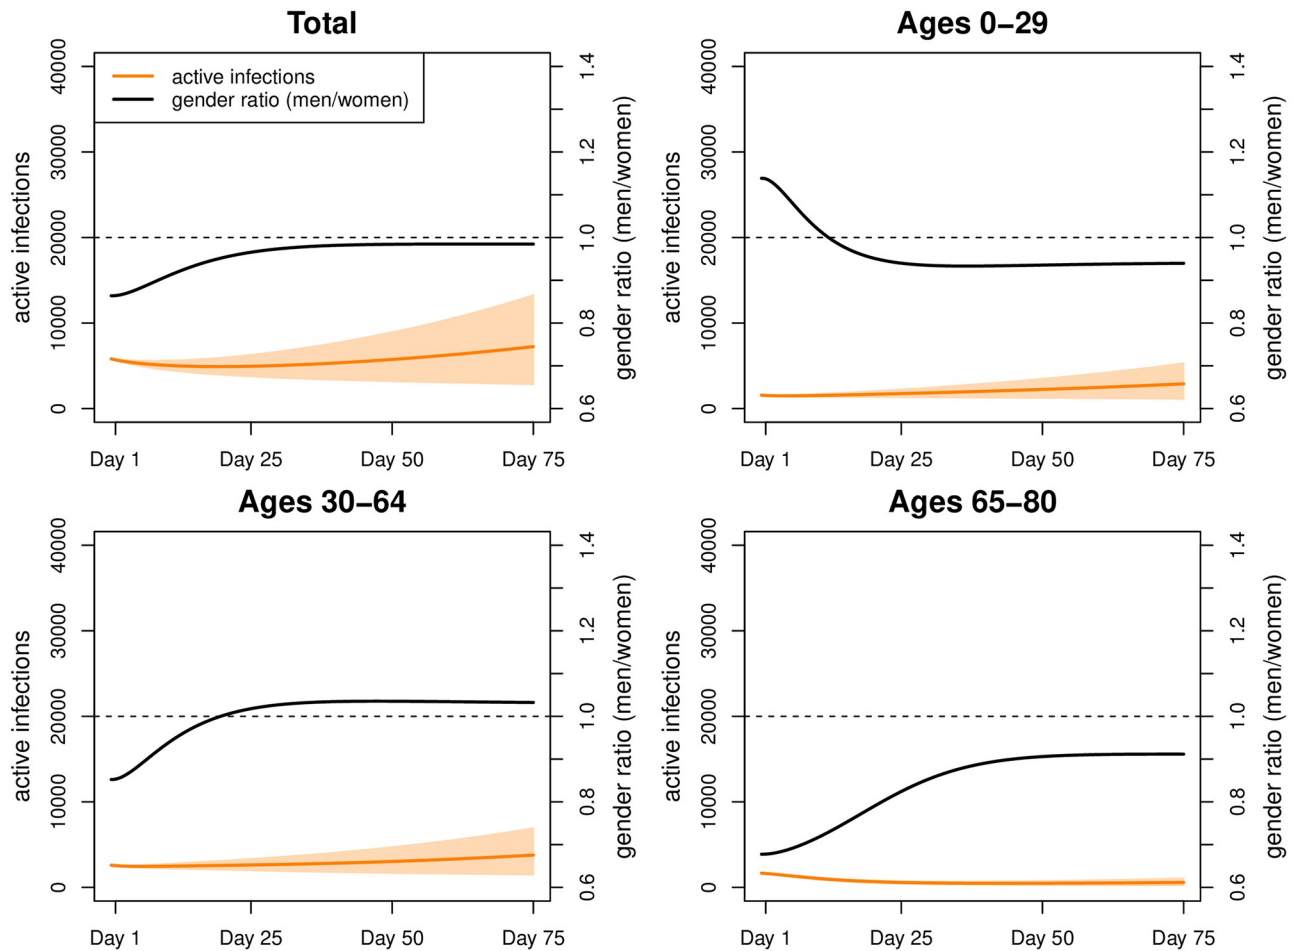 Total
active infections
gender ratio (men/women)
active infections
0
10000
20000
30000
40000
0.6
0.8
1.0
1.2
1.4
gender ratio (men/women)
Day 1
Day 25
Day 50
Day 75
Ages 0–29
active infections
0
10000
20000
30000
40000
0.6
0.8
1.0
1.2
1.4
gender ratio (men/women)
Day 1
Day 25
Day 50
Day 75
Ages 30–64
active infections
0
10000
20000
30000
40000
0.6
0.8
1.0
1.2
1.4
gender ratio (men/women)
Day 1
Day 25
Day 50
Day 75
Ages 65–80
active infections
0
10000
20000
30000
40000
0.6
0.8
1.0
1.2
1.4
gender ratio (men/women)
Day 1
Day 25
Day 50
Day 75